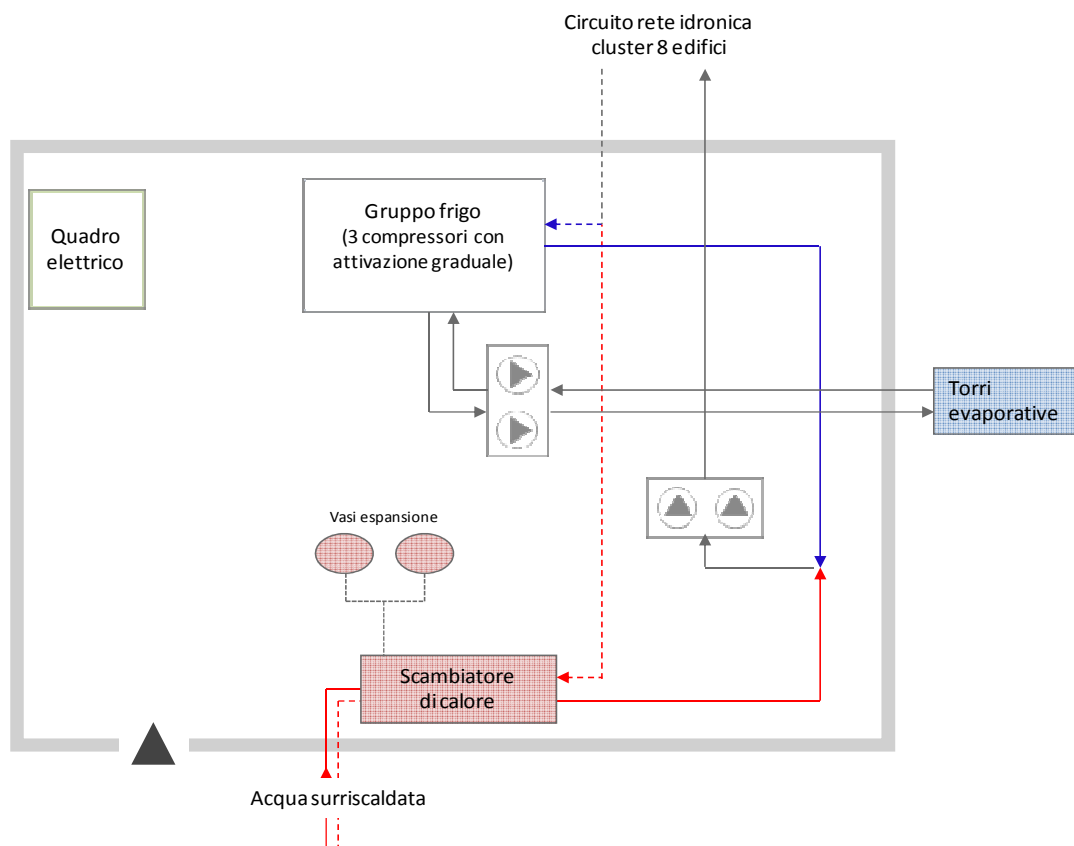 Circuito rete idronica
cluster 8 edifici
Quadro
elettrico
Gruppo frigo
(3 compressori con
attivazione graduale)
Torri
evaporative
Vasi espansione
Scambiatore
di calore
Acqua surriscaldata